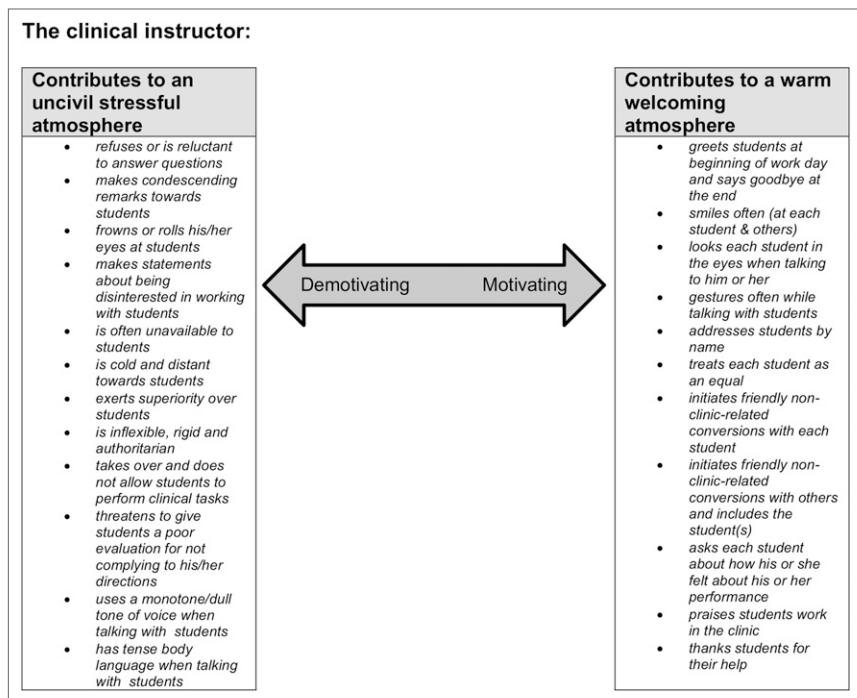 The clinical instructor:
Contributes to an
uncivil stressful
atmosphere
• refuses or is reluctant
to answer questions
• makes condescending
remarks towards
students
• frowns or rolls his/her
eyes at students
• makes statements
about being
disinterested in working
with students
• is often unavailable to
students
• is cold and distant
towards students
• exerts superiority over
students
• is inflexible, rigid and
authoritarian
• takes over and does
not allow students to
perform clinical tasks
• threatens to give
students a poor
evaluation for not
complying to his/her
directions
• uses a monotone/dull
tone of voice when
talking with students
• has tense body
language when talking
with students
Demotivating
Motivating
Contributes to a warm
welcoming
atmosphere
• greets students at
beginning of work day
and says goodbye at
the end
• smiles often (at each
student & others)
• looks each student in
the eyes when talking
to him or her
• gestures often while
talking with students
• addresses students by
name
• treats each student as
an equal
• initiates friendly non-
clinic-related
conversions with each
student
• initiates friendly non-
clinic-related
conversions with others
and includes the
student(s)
• asks each student
about how his or she
felt about his or her
performance
• praises students work
in the clinic
• thanks students for
their help